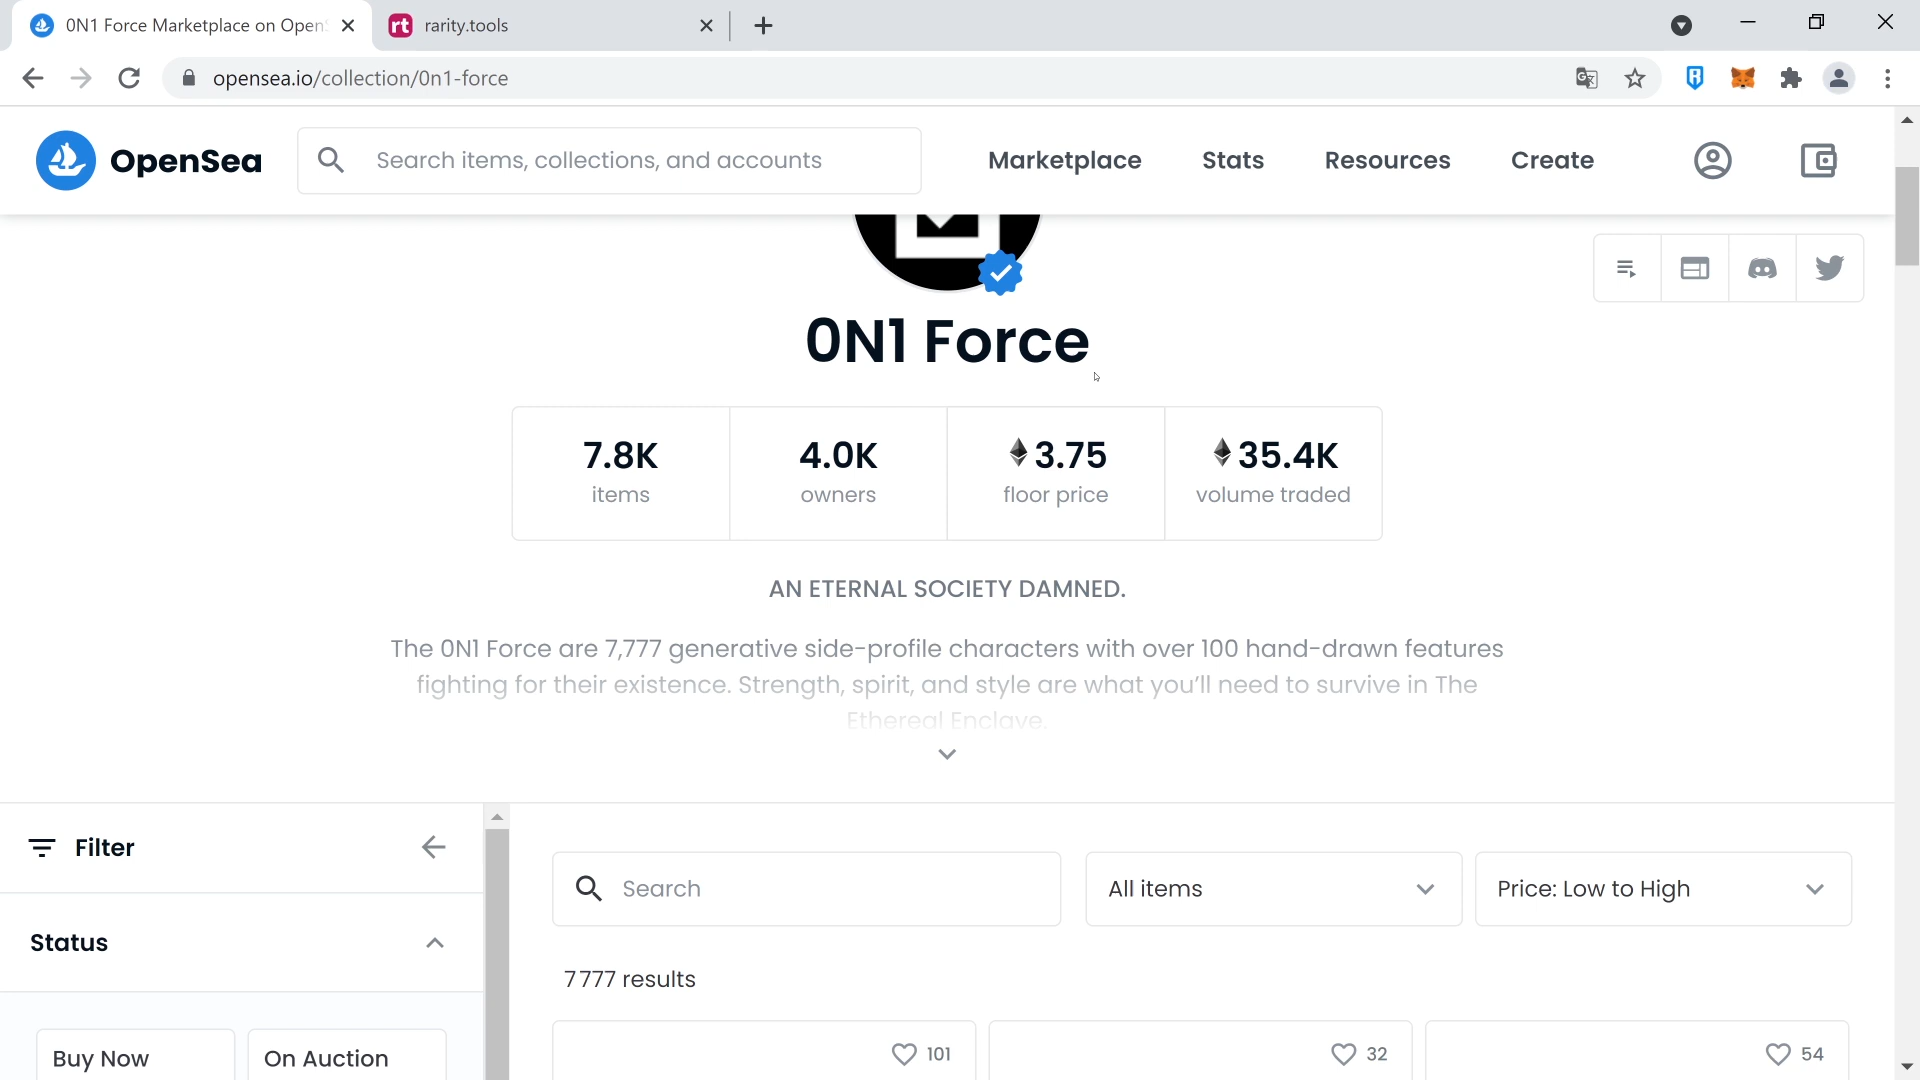 0N1 Force Marketplace on Open
rt rarity.tools
opensea.io/collection/0n1-force
OpenSea
Search items, collections, and accounts
Marketplace
Stats
Resources
Create
0N1 Force
7.8K
items
4.0K
owners
3.75
floor price
35.4K
volume traded
AN ETERNAL SOCIETY DAMNED.
The 0N1 Force are 7,777 generative side-profile characters with over 100 hand-drawn features
fighting for their existence. Strength, spirit, and style are what you'll need to survive in The
Ethereal Enclave.
Filter
Search
All items
Price: Low to High
Status
7 777 results
Buy Now
On Auction
101
32
54